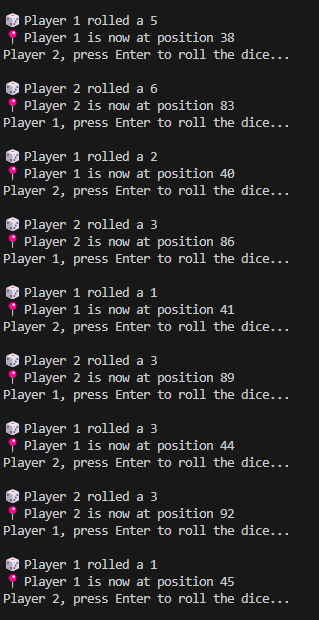 🎲 Player 1 rolled a 5
📍 Player 1 is now at position 38
Player 2, press Enter to roll the dice...
🎲 Player 2 rolled a 6
📍 Player 2 is now at position 83
Player 1, press Enter to roll the dice...
🎲 Player 1 rolled a 2
📍 Player 1 is now at position 40
Player 2, press Enter to roll the dice...
🎲 Player 2 rolled a 3
📍 Player 2 is now at position 86
Player 1, press Enter to roll the dice...
🎲 Player 1 rolled a 1
📍 Player 1 is now at position 41
Player 2, press Enter to roll the dice...
🎲 Player 2 rolled a 3
📍 Player 2 is now at position 89
Player 1, press Enter to roll the dice...
🎲 Player 1 rolled a 3
📍 Player 1 is now at position 44
Player 2, press Enter to roll the dice...
🎲 Player 2 rolled a 3
📍 Player 2 is now at position 92
Player 1, press Enter to roll the dice...
🎲 Player 1 rolled a 1
📍 Player 1 is now at position 45
Player 2, press Enter to roll the dice...